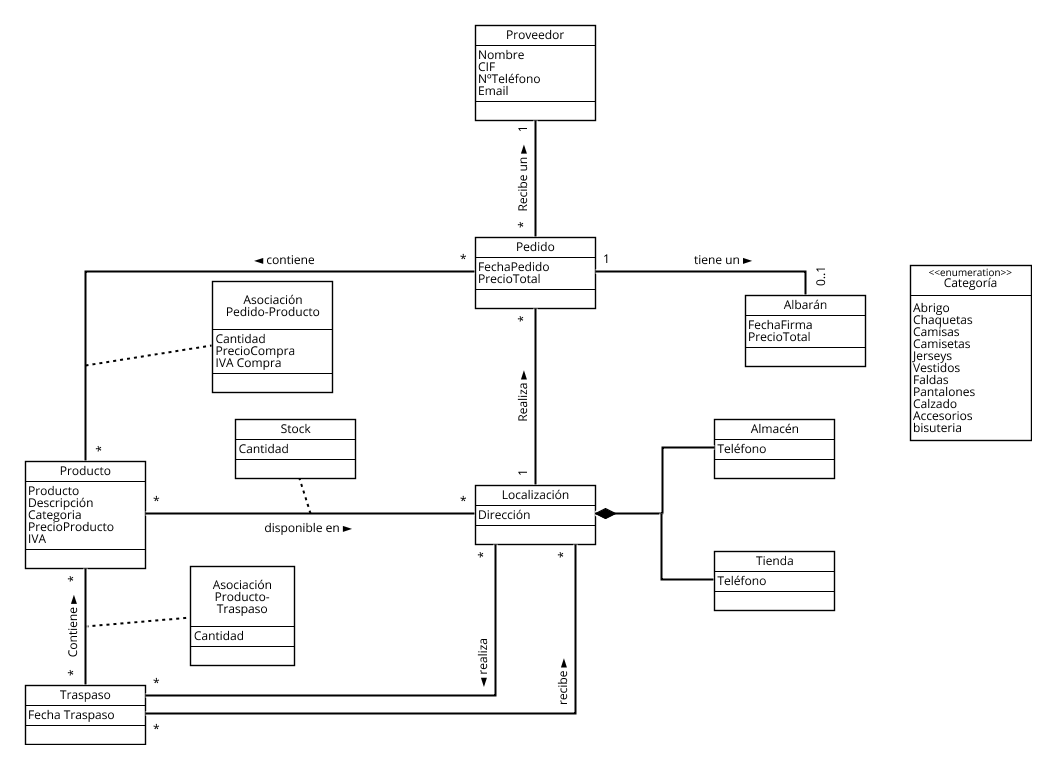 Proveedor
Nombre
CIF
NºTeléfono
Email
1
Recibe un ►
*
Pedido
FechaPedido
PrecioTotal
*
◄ contiene
1
tiene un ►
0..1
Albarán
FechaFirma
PrecioTotal
<<enumeration>>
Categoría
Abrigo
Chaquetas
Camisas
Camisetas
Jerseys
Vestidos
Faldas
Pantalones
Calzado
Accesorios
bisuteria
Asociación
Pedido-Producto
Cantidad
PrecioCompra
IVA Compra
*
Realiza ►
1
*
Stock
Cantidad
Almacén
Teléfono
Producto
Producto
Descripción
Categoria
PrecioProducto
IVA
*
disponible en ►
*
Localización
Dirección
*
*
Tienda
Teléfono
*
Contiene ►
*
Asociación
Producto-
Traspaso
Cantidad
◄ realiza
recibe ►
Traspaso
Fecha Traspaso
*
*